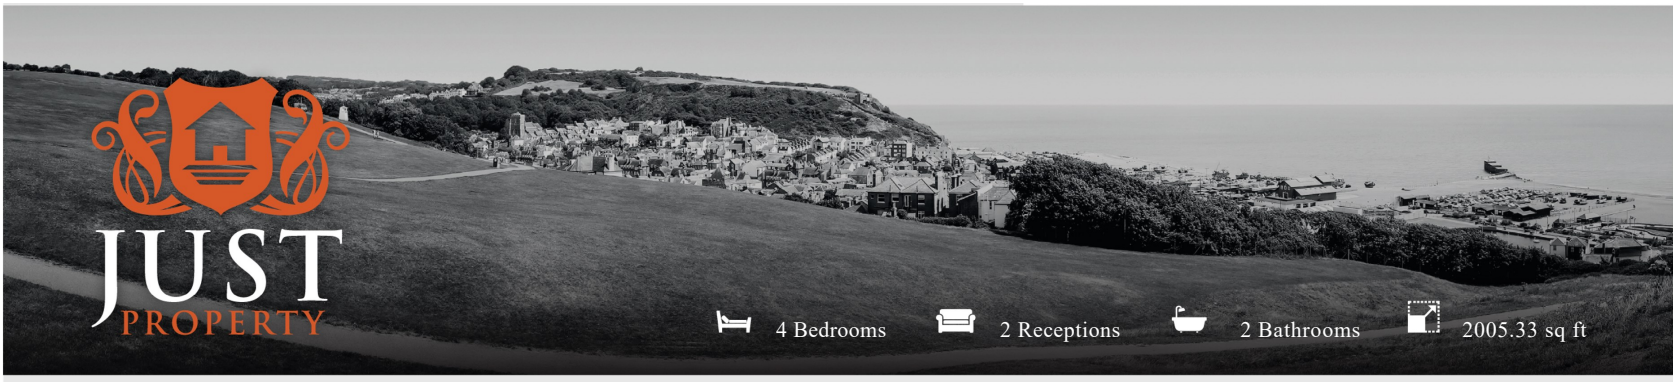 JUST
PROPERTY
4 Bedrooms
2 Receptions
2 Bathrooms
2005.33 sq ft